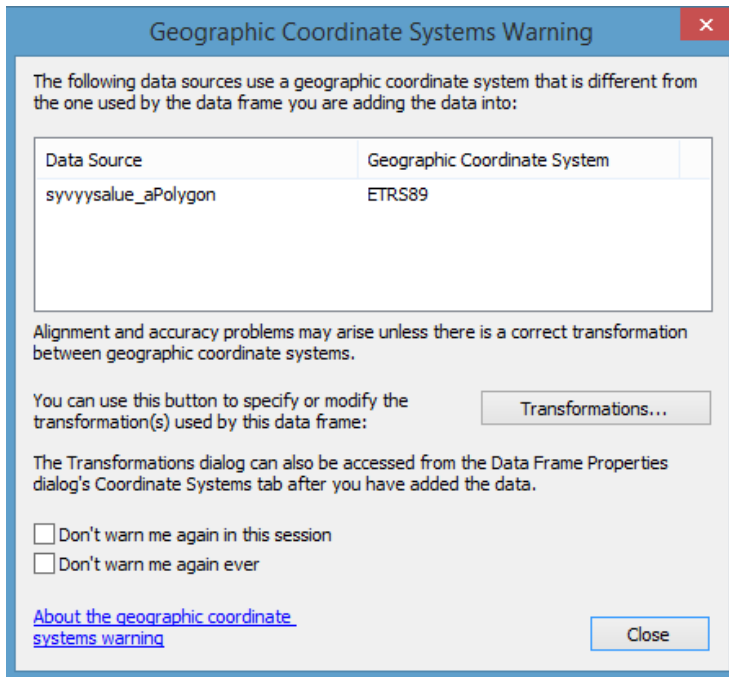 Geographic Coordinate Systems Warning
The following data sources use a geographic coordinate system that is different from
the one used by the data frame you are adding the data into:
Data Source Geographic Coordinate System
syvyysalue_aPolygon ETRS89
Alignment and accuracy problems may arise unless there is a correct transformation
between geographic coordinate systems.
You can use this button to specify or modify the
transformation(s) used by this data frame:
Transformations...
The Transformations dialog can also be accessed from the Data Frame Properties
dialog's Coordinate Systems tab after you have added the data.
Don't warn me again in this session
Don't warn me again ever
About the geographic coordinate
systems warning
Close